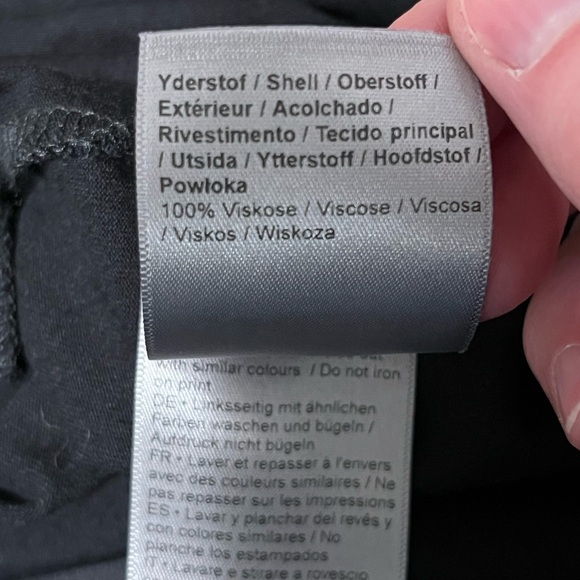 Yderstof / Shell / Oberstoff /
Extérieur / Acolchado /
Rivestimento / Tecido principal
/ Utsida / Ytterstoff / Hoofdstof /
Powłoka
100% Viskose / Viscose / Viscosa
/ Viskos / Wiskoza
with similar colours / Do not iron
on print
DE • Linksseitig mit ähnlichen
Farben waschen und bügeln /
Aufdruck nicht bügeln
FR • Laver et repasser à l'envers
avec des couleurs similaires / Ne
pas repasser sur les impressions
ES • Lavar y planchar del revés y
con colores similares / No
planche los estampados
IT • Lavare e stirare a rovescio